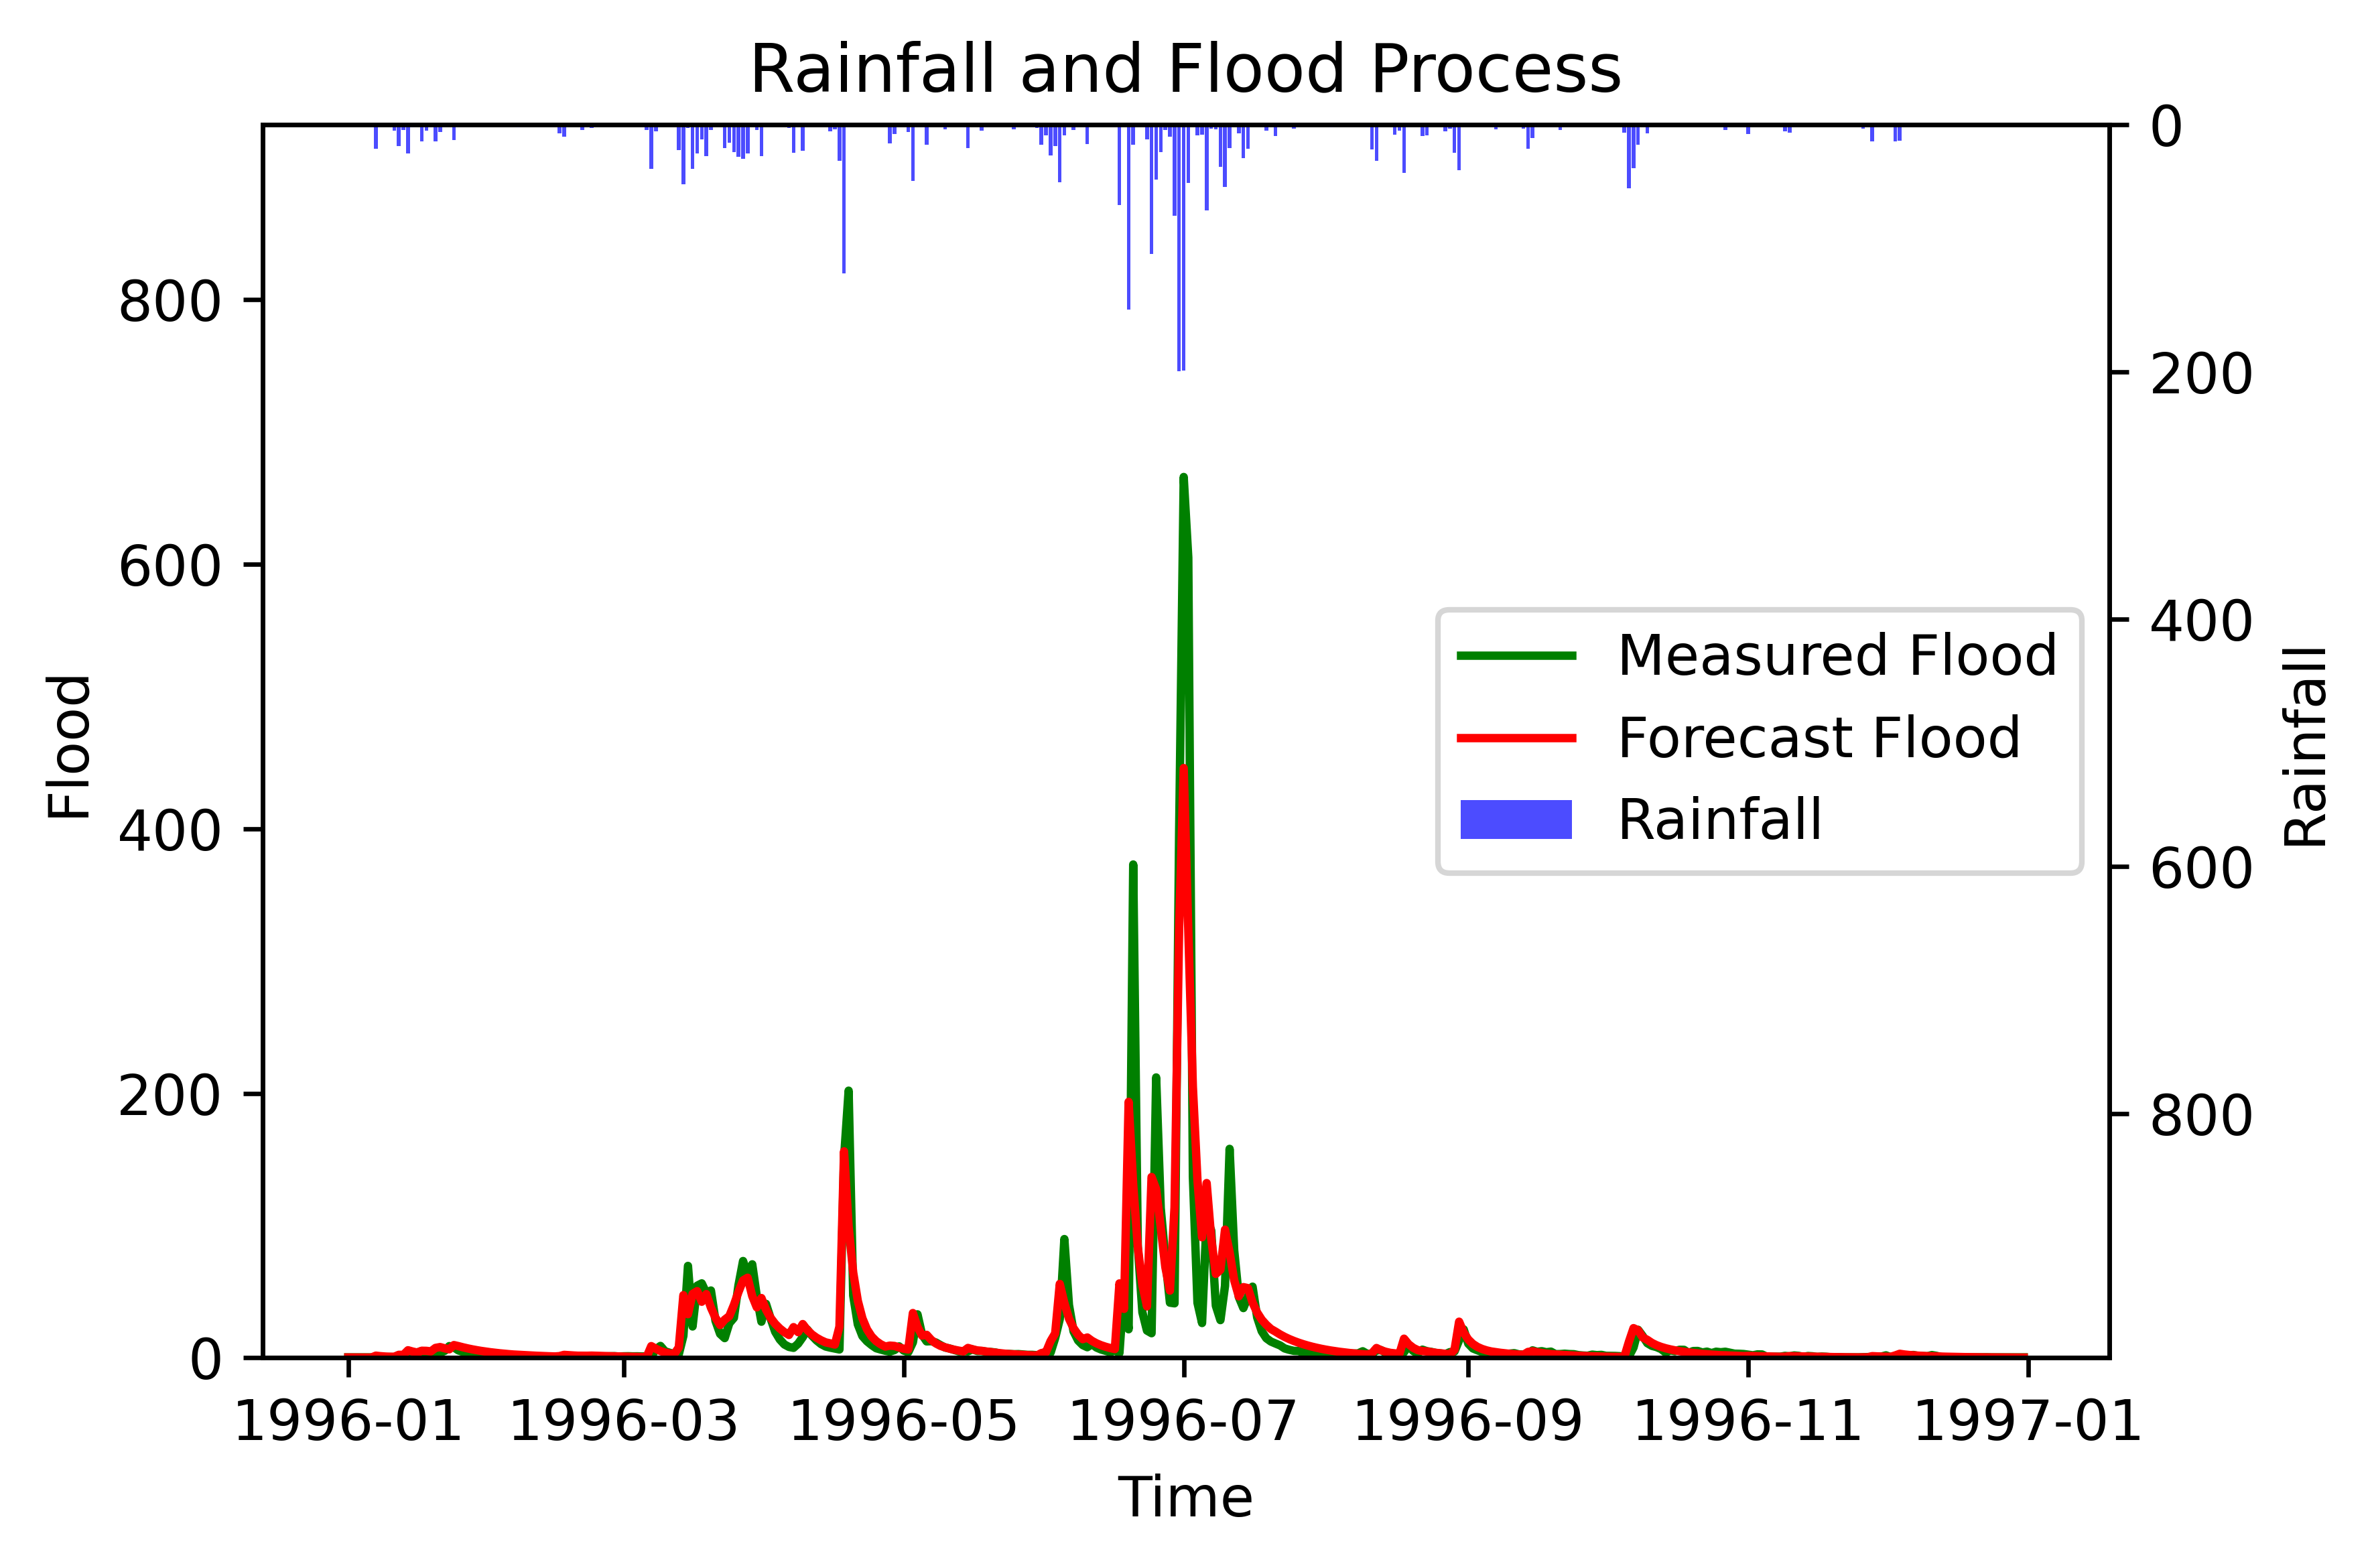 Rainfall and Flood Process
0
800
200
600
400
Measured Flood
Forecast Flood
Rainfall
Flood
Rainfall
400
600
200
800
0
1996-01 1996-03 1996-05 1996-07 1996-09 1996-11 1997-01
Time